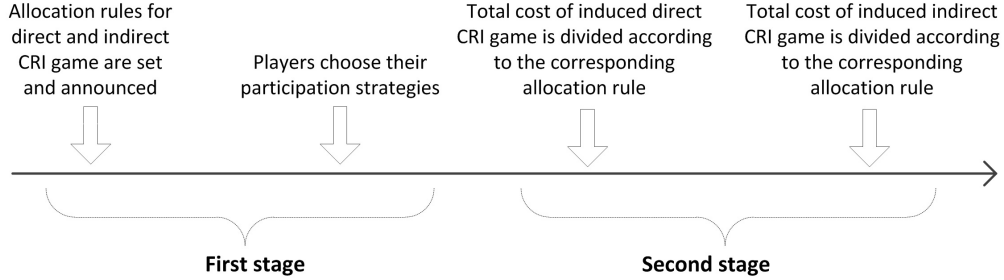 Allocation rules for
direct and indirect
CRI game are set
and announced
Players choose their
participation strategies
Total cost of induced direct
CRI game is divided according
to the corresponding
allocation rule
Total cost of induced indirect
CRI game is divided according
to the corresponding
allocation rule
First stage
Second stage